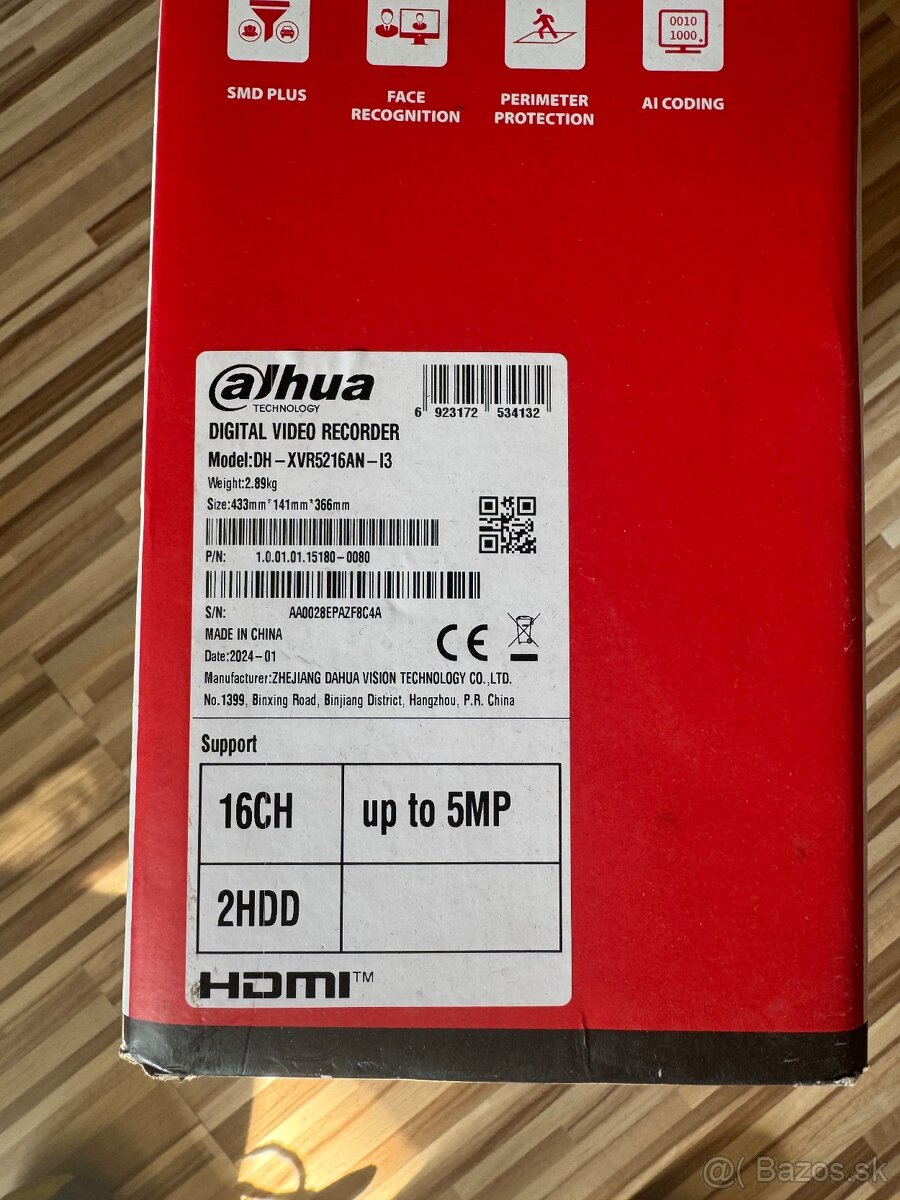 0010
1000.
SMD PLUS
FACE
RECOGNITION
PERIMETER
PROTECTION
AI CODING
alhua
TECHNOLOGY
6 923172 534132
DIGITAL VIDEO RECORDER
Model:DH-XVR5216AN-I3
Weight:2.89kg
Size:433mm*141mm*366mm
P/N: 1.0.01.01.15180-0080
S/N: AA0028EPAZF8C4A
MADE IN CHINA
CE
Date:2024-01
Manufacturer:ZHEJIANG DAHUA VISION TECHNOLOGY CO.,LTD.
No.1399, Binxing Road, Binjiang District, Hangzhou, P.R. China
Support
16CH up to 5MP
2HDD
HDMI™
@( Bazos.sk